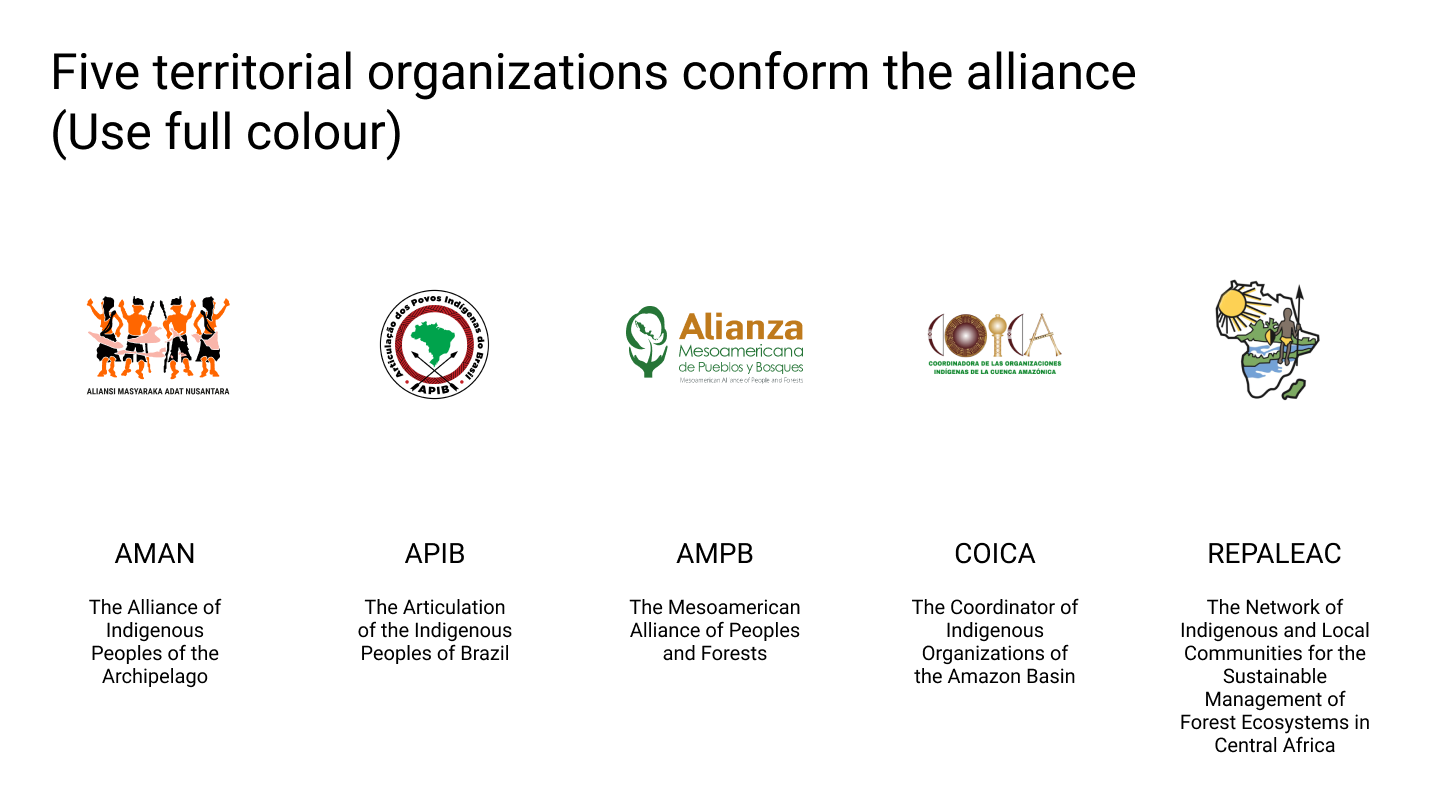 Five territorial organizations conform the alliance
(Use full colour)
ALIANSI MASYARAKA ADAT NUSANTARA
Articulação dos Povos Indígenas do Brasil
APIB
Alianza
Mesoamericana
de Pueblos y Bosques
Mesoamerican Alliance of People and Forests
COICA
COORDINADORA DE LAS ORGANIZACIONES
INDÍGENAS DE LA CUENCA AMAZÓNICA
AMAN
The Alliance of
Indigenous
Peoples of the
Archipelago
APIB
The Articulation
of the Indigenous
Peoples of Brazil
AMPB
The Mesoamerican
Alliance of Peoples
and Forests
COICA
The Coordinator of
Indigenous
Organizations of
the Amazon Basin
REPALEAC
The Network of
Indigenous and Local
Communities for the
Sustainable
Management of
Forest Ecosystems in
Central Africa